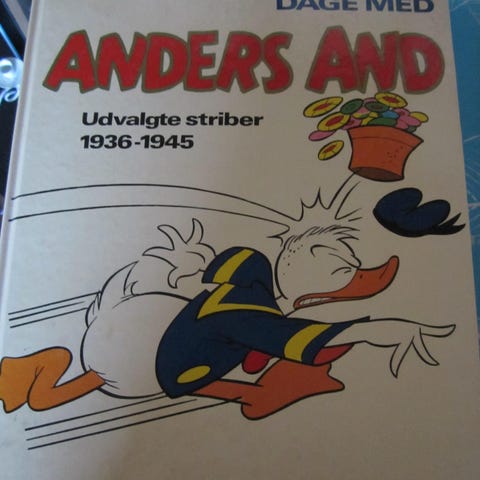 DAGE MED
ANDERS AND
Udvalgte striber
1936-1945